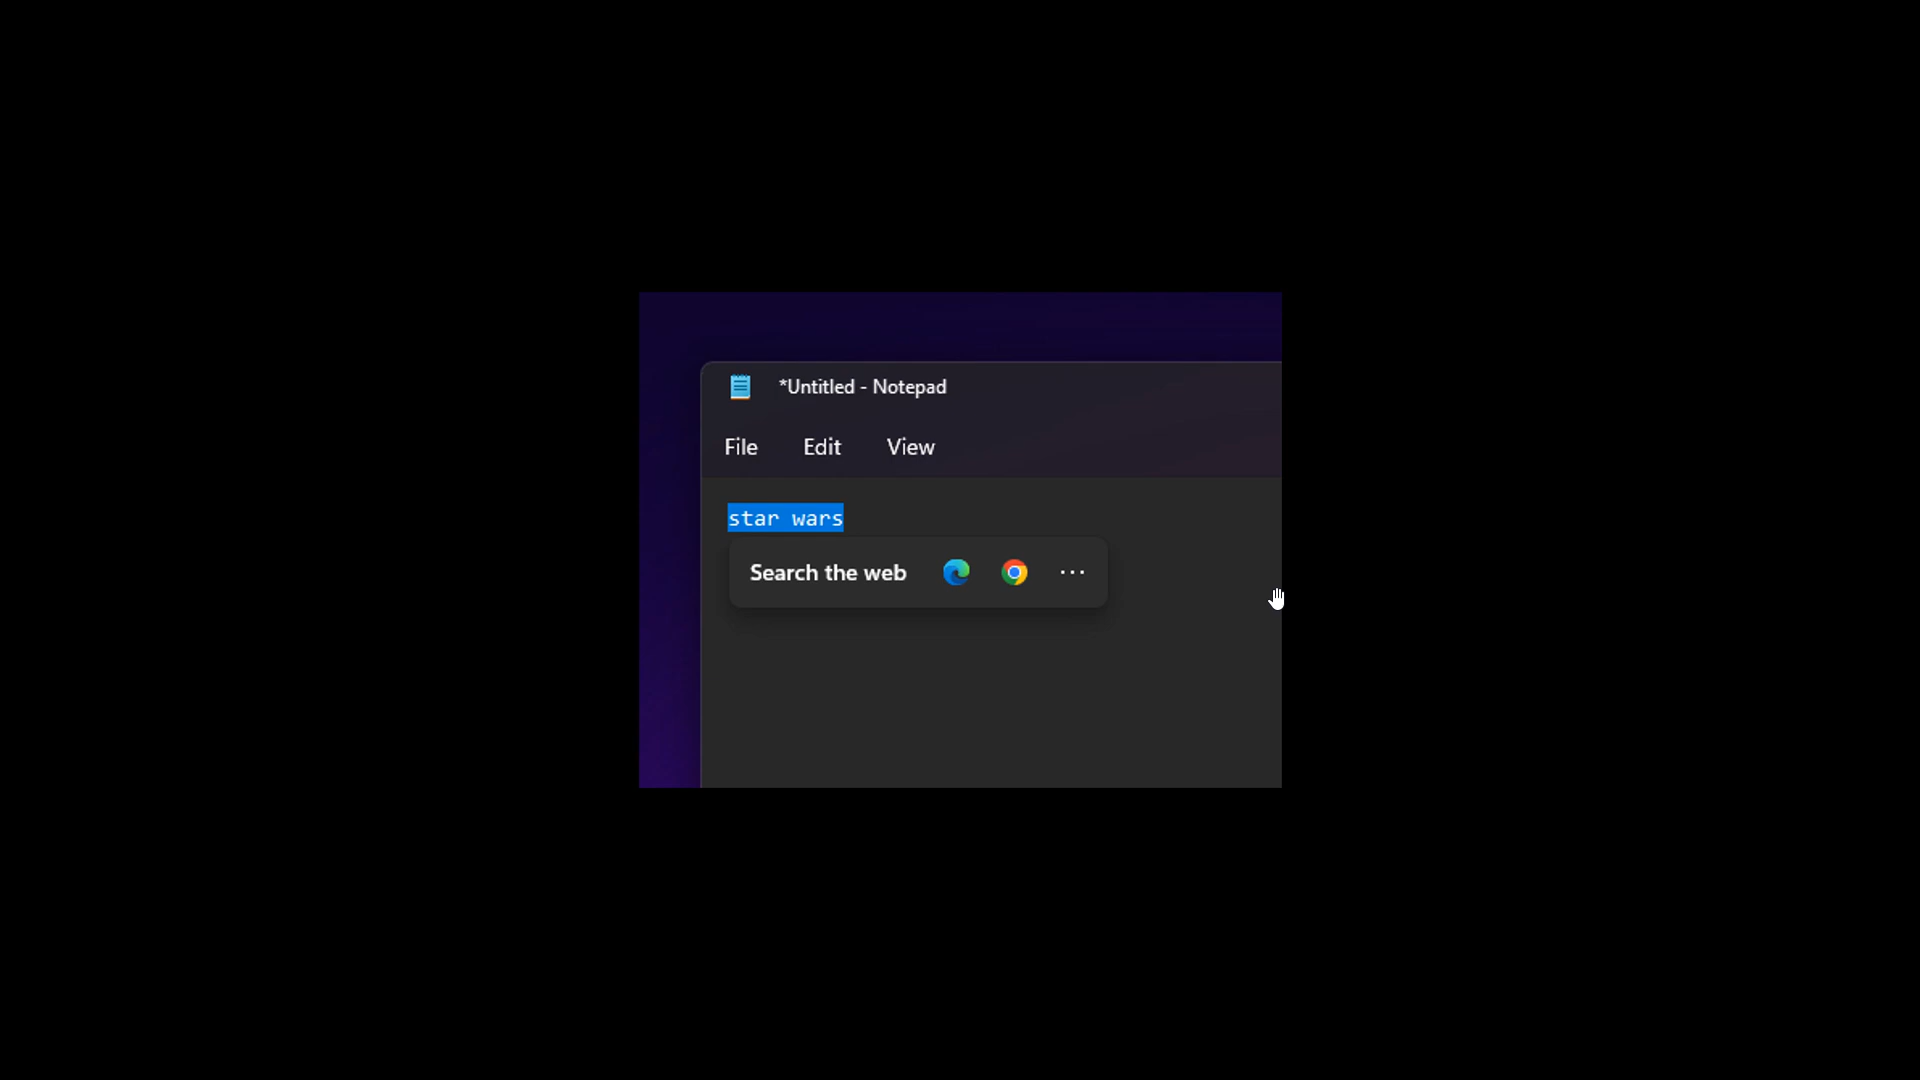 *Untitled - Notepad
File Edit View
star wars
Search the web ···